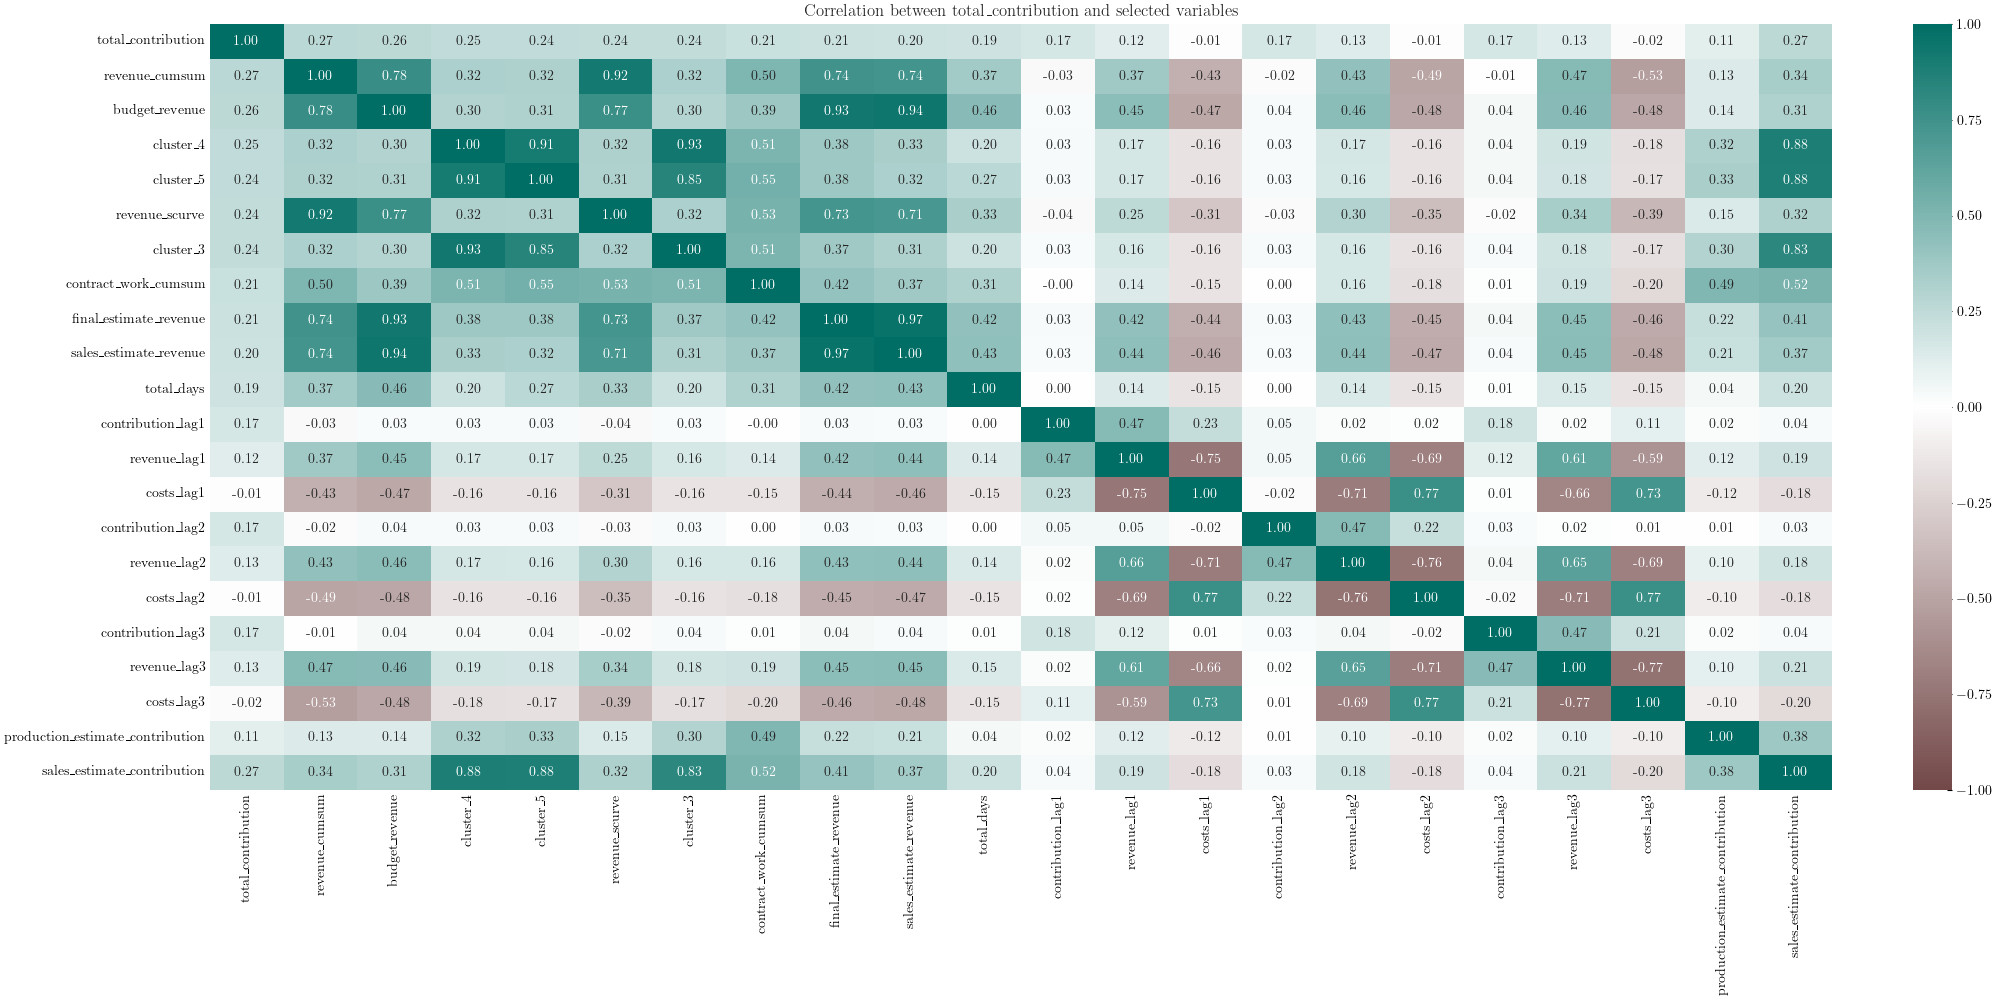 Correlation between total_contribution and selected variables
total_contribution 1.00 0.27 0.26 0.25 0.24 0.24 0.24 0.21 0.21 0.20 0.19 0.17 0.12 -0.01 0.17 0.13 -0.01 0.17 0.13 -0.02 0.11 0.27
revenue_cumsum 0.27 1.00 0.78 0.32 0.32 0.92 0.32 0.50 0.74 0.74 0.37 -0.03 0.37 -0.43 -0.02 0.43 -0.49 -0.01 0.47 -0.53 0.13 0.34
budget_revenue 0.26 0.78 1.00 0.30 0.31 0.77 0.30 0.39 0.93 0.94 0.46 0.03 0.45 -0.47 0.04 0.46 -0.48 0.04 0.46 -0.48 0.14 0.31
cluster_4 0.25 0.32 0.30 1.00 0.91 0.32 0.93 0.51 0.38 0.33 0.20 0.03 0.17 -0.16 0.03 0.17 -0.16 0.04 0.19 -0.18 0.32 0.88
cluster_5 0.24 0.32 0.31 0.91 1.00 0.31 0.85 0.55 0.38 0.32 0.27 0.03 0.17 -0.16 0.03 0.16 -0.16 0.04 0.18 -0.17 0.33 0.88
revenue_scurve 0.24 0.92 0.77 0.32 0.31 1.00 0.32 0.53 0.73 0.71 0.33 -0.04 0.25 -0.31 -0.03 0.30 -0.35 -0.02 0.34 -0.39 0.15 0.32
cluster_3 0.24 0.32 0.30 0.93 0.85 0.32 1.00 0.51 0.37 0.31 0.20 0.03 0.16 -0.16 0.03 0.16 -0.16 0.04 0.18 -0.17 0.30 0.83
contract_work_cumsum 0.21 0.50 0.39 0.51 0.55 0.53 0.51 1.00 0.42 0.37 0.31 -0.00 0.14 -0.15 0.00 0.16 -0.18 0.01 0.19 -0.20 0.49 0.52
final_estimate_revenue 0.21 0.74 0.93 0.38 0.38 0.73 0.37 0.42 1.00 0.97 0.42 0.03 0.42 -0.44 0.03 0.43 -0.45 0.04 0.45 -0.46 0.22 0.41
sales_estimate_revenue 0.20 0.74 0.94 0.33 0.32 0.71 0.31 0.37 0.97 1.00 0.43 0.03 0.44 -0.46 0.03 0.44 -0.47 0.04 0.45 -0.48 0.21 0.37
total_days 0.19 0.37 0.46 0.20 0.27 0.33 0.20 0.31 0.42 0.43 1.00 0.00 0.14 -0.15 0.00 0.14 -0.15 0.01 0.15 -0.15 0.04 0.20
contribution_lag1 0.17 -0.03 0.03 0.03 0.03 -0.04 0.03 -0.00 0.03 0.03 0.00 1.00 0.47 0.23 0.05 0.02 0.02 0.18 0.02 0.11 0.02 0.04
revenue_lag1 0.12 0.37 0.45 0.17 0.17 0.25 0.16 0.14 0.42 0.44 0.14 0.47 1.00 -0.75 0.05 0.66 -0.69 0.12 0.61 -0.59 0.12 0.19
costs_lag1 -0.01 -0.43 -0.47 -0.16 -0.16 -0.31 -0.16 -0.15 -0.44 -0.46 -0.15 0.23 -0.75 1.00 -0.02 -0.71 0.77 0.01 -0.66 0.73 -0.12 -0.18
contribution_lag2 0.17 -0.02 0.04 0.03 0.03 -0.03 0.03 0.00 0.03 0.03 0.00 0.05 0.05 -0.02 1.00 0.47 0.22 0.03 0.02 0.01 0.01 0.03
revenue_lag2 0.13 0.43 0.46 0.17 0.16 0.30 0.16 0.16 0.43 0.44 0.14 0.02 0.66 -0.71 0.47 1.00 -0.76 0.04 0.65 -0.69 0.10 0.18
costs_lag2 -0.01 -0.49 -0.48 -0.16 -0.16 -0.35 -0.16 -0.18 -0.45 -0.47 -0.15 0.02 -0.69 0.77 0.22 -0.76 1.00 -0.02 -0.71 0.77 -0.10 -0.18
contribution_lag3 0.17 -0.01 0.04 0.04 0.04 -0.02 0.04 0.01 0.04 0.04 0.01 0.18 0.12 0.01 0.03 0.04 -0.02 1.00 0.47 0.21 0.02 0.04
revenue_lag3 0.13 0.47 0.46 0.19 0.18 0.34 0.18 0.19 0.45 0.45 0.15 0.02 0.61 -0.66 0.02 0.65 -0.71 0.47 1.00 -0.77 0.10 0.21
costs_lag3 -0.02 -0.53 -0.48 -0.18 -0.17 -0.39 -0.17 -0.20 -0.46 -0.48 -0.15 0.11 -0.59 0.73 0.01 -0.69 0.77 0.21 -0.77 1.00 -0.10 -0.20
production_estimate_contribution 0.11 0.13 0.14 0.32 0.33 0.15 0.30 0.49 0.22 0.21 0.04 0.02 0.12 -0.12 0.01 0.10 -0.10 0.02 0.10 -0.10 1.00 0.38
sales_estimate_contribution 0.27 0.34 0.31 0.88 0.88 0.32 0.83 0.52 0.41 0.37 0.20 0.04 0.19 -0.18 0.03 0.18 -0.18 0.04 0.21 -0.20 0.38 1.00
total_contribution
revenue_cumsum
budget_revenue
cluster_4
cluster_5
revenue_scurve
cluster_3
contract_work_cumsum
final_estimate_revenue
sales_estimate_revenue
total_days
contribution_lag1
revenue_lag1
costs_lag1
contribution_lag2
revenue_lag2
costs_lag2
contribution_lag3
revenue_lag3
costs_lag3
production_estimate_contribution
sales_estimate_contribution
1.00
0.75
0.50
0.25
0.00
−0.25
−0.50
−0.75
−1.00